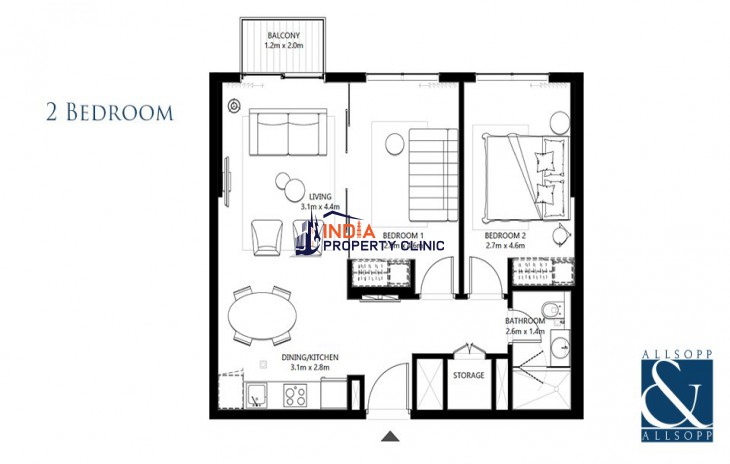 BALCONY
1.2m x 2.0m
2 BEDROOM
LIVING
3.1m x 4.4m
INDIA
PROPERTY CLINIC
BEDROOM 1
BEDROOM 2
2.7m x 4.6m
BATHROOM
2.6m x 1.4m
DINING/KITCHEN
3.1m x 2.8m
STORAGE
ALLSOPP
&
ALLSOPP